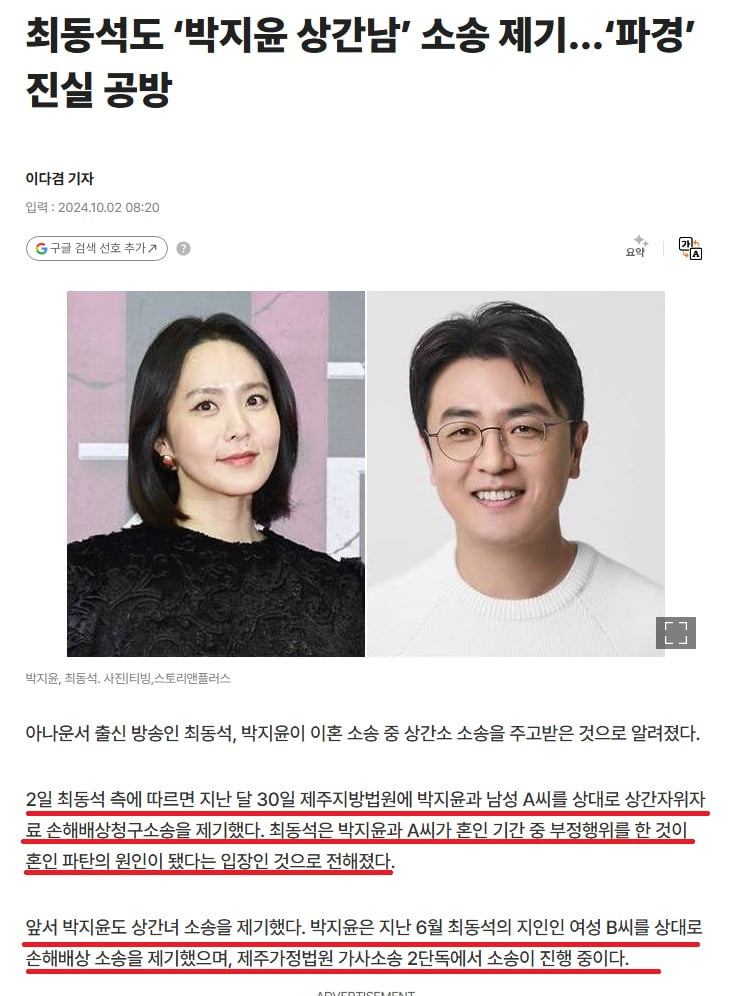 최동석도 ‘박지윤 상간남’ 소송 제기…‘파경’
진실 공방
이다겸 기자
입력 : 2024.10.02 08:20
구글 검색 선호 추가↗ ?
요약
가 A
박지윤, 최동석. 사진|티빙,스토리앤플러스
아나운서 출신 방송인 최동석, 박지윤이 이혼 소송 중 상간소 소송을 주고받은 것으로 알려졌다.
2일 최동석 측에 따르면 지난 달 30일 제주지방법원에 박지윤과 남성 A씨를 상대로 상간자위자
료 손해배상청구소송을 제기했다. 최동석은 박지윤과 A씨가 혼인 기간 중 부정행위를 한 것이
혼인 파탄의 원인이 됐다는 입장인 것으로 전해졌다.
앞서 박지윤도 상간녀 소송을 제기했다. 박지윤은 지난 6월 최동석의 지인인 여성 B씨를 상대로
손해배상 소송을 제기했으며, 제주가정법원 가사소송 2단독에서 소송이 진행 중이다.
ADVERTISEMENT